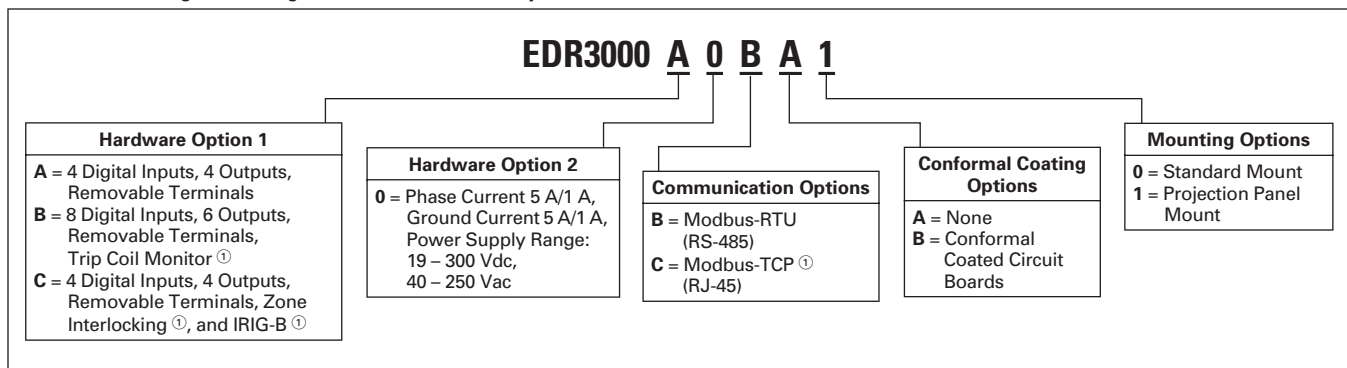 EDR3000 A 0 B A 1
Hardware Option 1
A = 4 Digital Inputs, 4 Outputs,
Removable Terminals
B = 8 Digital Inputs, 6 Outputs,
Removable Terminals,
Trip Coil Monitor ①
C = 4 Digital Inputs, 4 Outputs,
Removable Terminals, Zone
Interlocking ①, and IRIG-B ①
Hardware Option 2
0 = Phase Current 5 A/1 A,
Ground Current 5 A/1 A,
Power Supply Range:
19 – 300 Vdc,
40 – 250 Vac
Communication Options
B = Modbus-RTU
(RS-485)
C = Modbus-TCP ①
(RJ-45)
Conformal Coating
Options
A = None
B = Conformal
Coated Circuit
Boards
Mounting Options
0 = Standard Mount
1 = Projection Panel
Mount